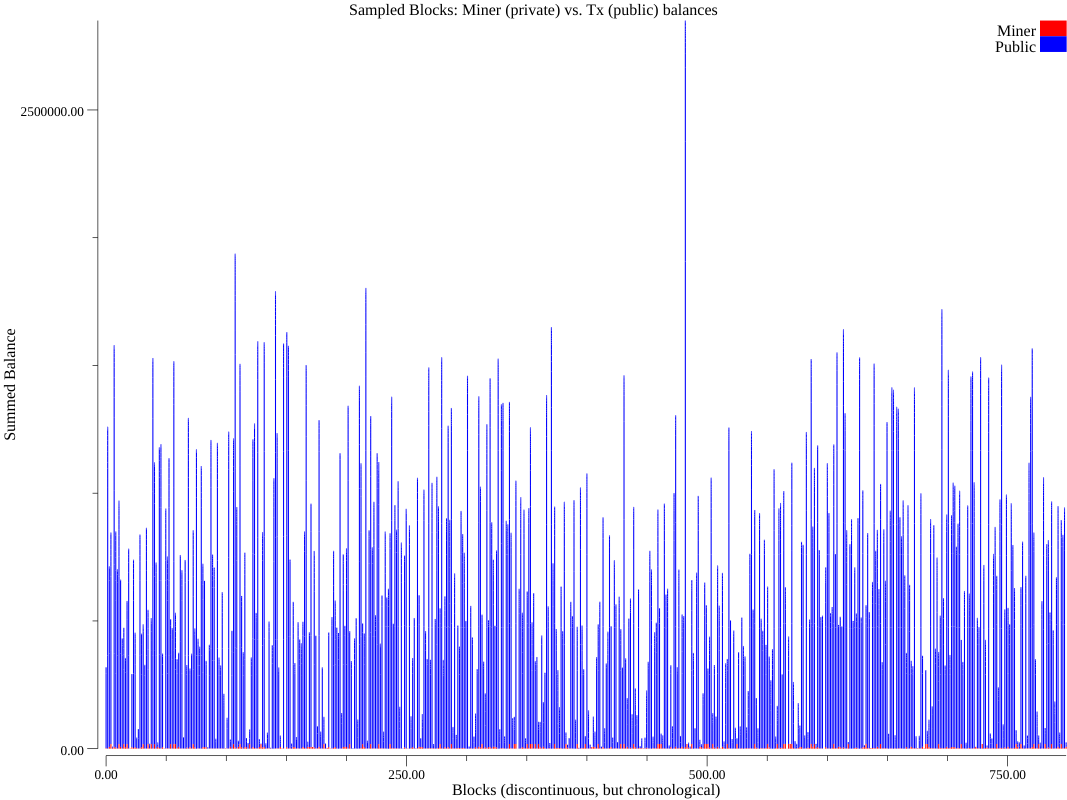 Sampled Blocks: Miner (private) vs. Tx (public) balances
Miner
Public
2500000.00
Summed Balance
0.00
0.00
250.00
500.00
750.00
Blocks (discontinuous, but chronological)